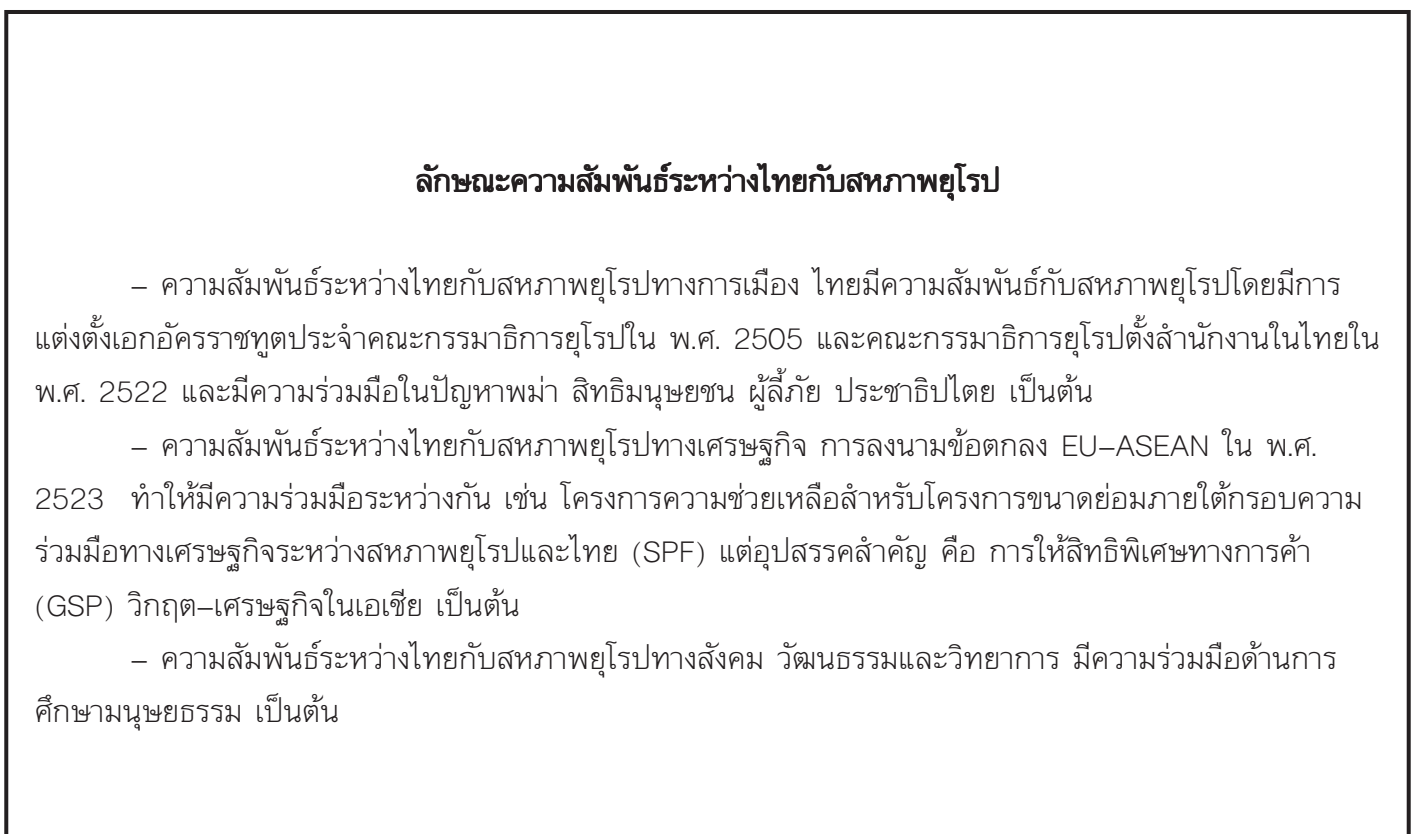 ลักษณะความสัมพันธ์ระหว่างไทยกับสหภาพยุโรป
– ความสัมพันธ์ระหว่างไทยกับสหภาพยุโรปทางการเมือง ไทยมีความสัมพันธ์กับสหภาพยุโรปโดยมีการ
แต่งตั้งเอกอัครราชทูตประจำคณะกรรมาธิการยุโรปใน พ.ศ. 2505 และคณะกรรมาธิการยุโรปตั้งสำนักงานในไทยใน
พ.ศ. 2522 และมีความร่วมมือในปัญหาพม่า สิทธิมนุษยชน ผู้ลี้ภัย ประชาธิปไตย เป็นต้น
– ความสัมพันธ์ระหว่างไทยกับสหภาพยุโรปทางเศรษฐกิจ การลงนามข้อตกลง EU–ASEAN ใน พ.ศ.
2523 ทำให้มีความร่วมมือระหว่างกัน เช่น โครงการความช่วยเหลือสำหรับโครงการขนาดย่อมภายใต้กรอบความ
ร่วมมือทางเศรษฐกิจระหว่างสหภาพยุโรปและไทย (SPF) แต่อุปสรรคสำคัญ คือ การให้สิทธิพิเศษทางการค้า
(GSP) วิกฤต–เศรษฐกิจในเอเชีย เป็นต้น
– ความสัมพันธ์ระหว่างไทยกับสหภาพยุโรปทางสังคม วัฒนธรรมและวิทยาการ มีความร่วมมือด้านการ
ศึกษามนุษยธรรม เป็นต้น